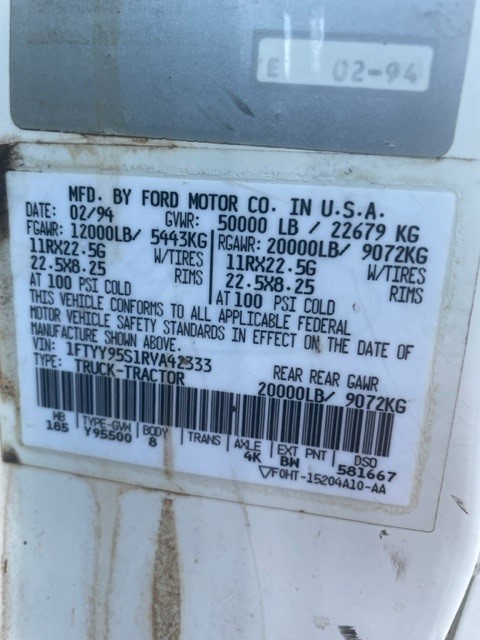 E 02-94
MFD. BY FORD MOTOR CO. IN U.S.A.
DATE: 02/94 GVWR: 50000 LB / 22679 KG
FGAWR: 12000LB/ 5443KG RGAWR: 20000LB/ 9072KG
11RX22.5G W/TIRES 11RX22.5G W/TIRES
22.5X8.25 RIMS 22.5X8.25 RIMS
AT 100 PSI COLD AT 100 PSI COLD
THIS VEHICLE CONFORMS TO ALL APPLICABLE FEDERAL
MOTOR VEHICLE SAFETY STANDARDS IN EFFECT ON THE DATE OF
MANUFACTURE SHOWN ABOVE.
VIN: 1FTYY95S1RVA42333 REAR REAR GAWR
TYPE: TRUCK-TRACTOR 20000LB/ 9072KG
WB TYPE-GVW BODY TRANS AXLE EXT PNT DSO
185 Y95500 8 4K BW 581667
F0HT-15204A10-AA